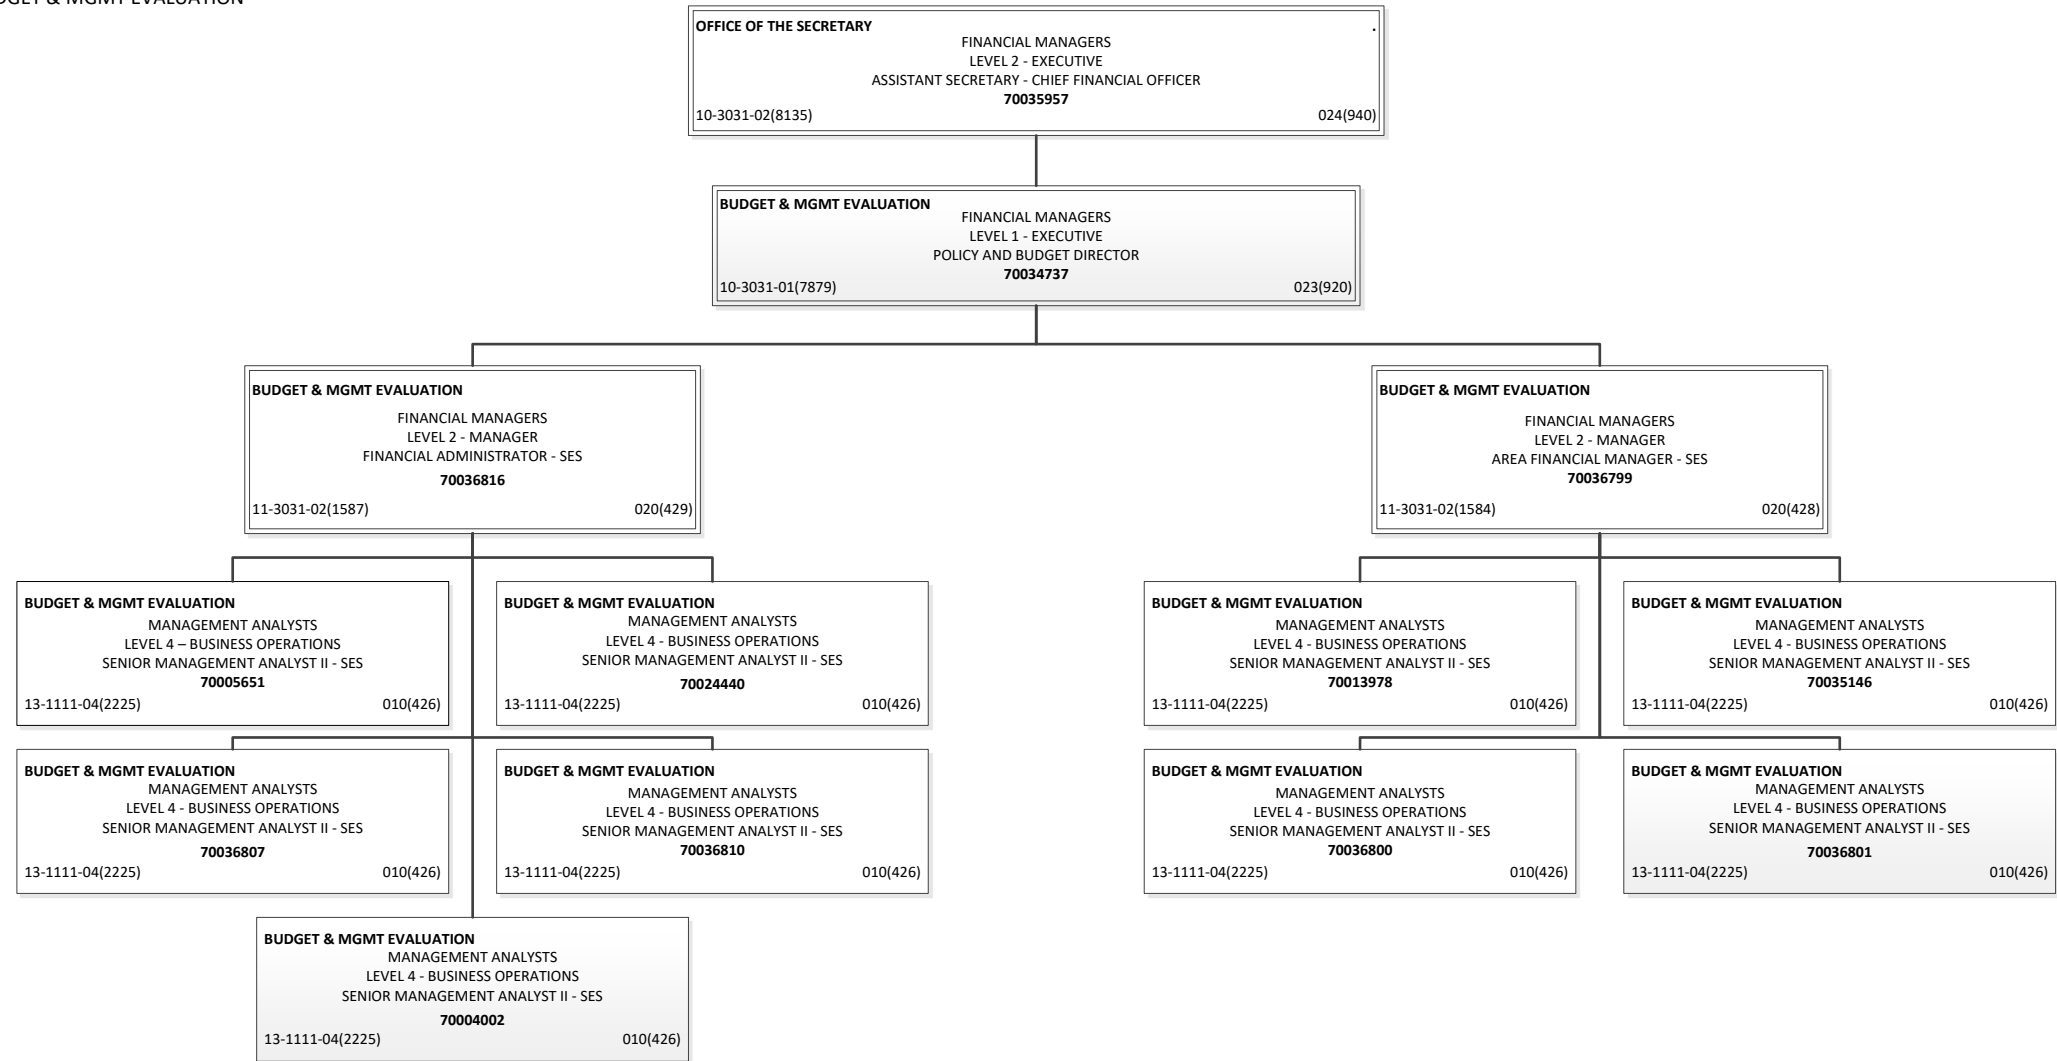 & MGMT EVALUATION
OFFICE OF THE SECRETARY .
FINANCIAL MANAGERS
LEVEL 2 - EXECUTIVE
ASSISTANT SECRETARY - CHIEF FINANCIAL OFFICER
70035957
10-3031-02(8135) 024(940)
BUDGET & MGMT EVALUATION
FINANCIAL MANAGERS
LEVEL 1 - EXECUTIVE
POLICY AND BUDGET DIRECTOR
70034737
10-3031-01(7879) 023(920)
BUDGET & MGMT EVALUATION
FINANCIAL MANAGERS
LEVEL 2 - MANAGER
FINANCIAL ADMINISTRATOR - SES
70036816
11-3031-02(1587) 020(429)
BUDGET & MGMT EVALUATION
FINANCIAL MANAGERS
LEVEL 2 - MANAGER
AREA FINANCIAL MANAGER - SES
70036799
11-3031-02(1584) 020(428)
BUDGET & MGMT EVALUATION
MANAGEMENT ANALYSTS
LEVEL 4 – BUSINESS OPERATIONS
SENIOR MANAGEMENT ANALYST II - SES
70005651
13-1111-04(2225) 010(426)
BUDGET & MGMT EVALUATION
MANAGEMENT ANALYSTS
LEVEL 4 - BUSINESS OPERATIONS
SENIOR MANAGEMENT ANALYST II - SES
70024440
13-1111-04(2225) 010(426)
BUDGET & MGMT EVALUATION
MANAGEMENT ANALYSTS
LEVEL 4 - BUSINESS OPERATIONS
SENIOR MANAGEMENT ANALYST II - SES
70013978
13-1111-04(2225) 010(426)
BUDGET & MGMT EVALUATION
MANAGEMENT ANALYSTS
LEVEL 4 - BUSINESS OPERATIONS
SENIOR MANAGEMENT ANALYST II - SES
70035146
13-1111-04(2225) 010(426)
BUDGET & MGMT EVALUATION
MANAGEMENT ANALYSTS
LEVEL 4 - BUSINESS OPERATIONS
SENIOR MANAGEMENT ANALYST II - SES
70036807
13-1111-04(2225) 010(426)
BUDGET & MGMT EVALUATION
MANAGEMENT ANALYSTS
LEVEL 4 - BUSINESS OPERATIONS
SENIOR MANAGEMENT ANALYST II - SES
70036810
13-1111-04(2225) 010(426)
BUDGET & MGMT EVALUATION
MANAGEMENT ANALYSTS
LEVEL 4 - BUSINESS OPERATIONS
SENIOR MANAGEMENT ANALYST II - SES
70036800
13-1111-04(2225) 010(426)
BUDGET & MGMT EVALUATION
MANAGEMENT ANALYSTS
LEVEL 4 - BUSINESS OPERATIONS
SENIOR MANAGEMENT ANALYST II - SES
70036801
13-1111-04(2225) 010(426)
BUDGET & MGMT EVALUATION
MANAGEMENT ANALYSTS
LEVEL 4 - BUSINESS OPERATIONS
SENIOR MANAGEMENT ANALYST II - SES
70004002
13-1111-04(2225) 010(426)